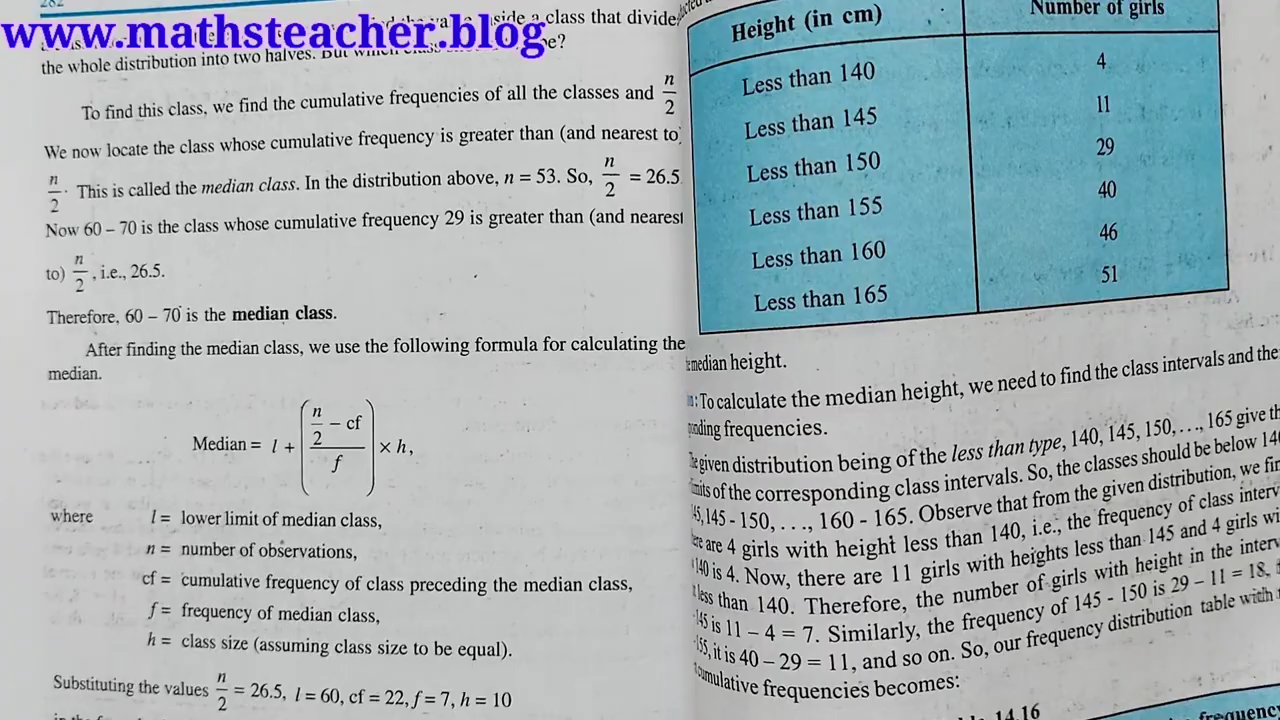 282
www.mathsteacher.blog
side a class that divide
the whole distribution into two halves. But which class be?
To find this class, we find the cumulative frequencies of all the classes and n/2
We now locate the class whose cumulative frequency is greater than (and nearest to)
n/2. This is called the median class. In the distribution above, n = 53. So, n/2 = 26.5
Now 60 – 70 is the class whose cumulative frequency 29 is greater than (and nearest
to) n/2, i.e., 26.5.
Therefore, 60 – 70 is the median class.
After finding the median class, we use the following formula for calculating the
median.
Median = l + ((n/2 – cf)/f) × h,
where l = lower limit of median class,
n = number of observations,
cf = cumulative frequency of class preceding the median class,
f = frequency of median class,
h = class size (assuming class size to be equal).
Substituting the values n/2 = 26.5, l = 60, cf = 22, f = 7, h = 10
Height (in cm) Number of girls
Less than 140 4
Less than 145 11
Less than 150 29
Less than 155 40
Less than 160 46
Less than 165 51
median height.
: To calculate the median height, we need to find the class intervals and the
onding frequencies.
given distribution being of the less than type, 140, 145, 150, . . ., 165 give th
mits of the corresponding class intervals. So, the classes should be below 140
45, 145 - 150, . . ., 160 - 165. Observe that from the given distribution, we fin
ere are 4 girls with height less than 140, i.e., the frequency of class interv
140 is 4. Now, there are 11 girls with heights less than 145 and 4 girls wi
less than 140. Therefore, the number of girls with height in the interv
145 is 11 – 4 = 7. Similarly, the frequency of 145 - 150 is 29 – 11 = 18,
55, it is 40 – 29 = 11, and so on. So, our frequency distribution table with
cumulative frequencies becomes:
14.16
frequency